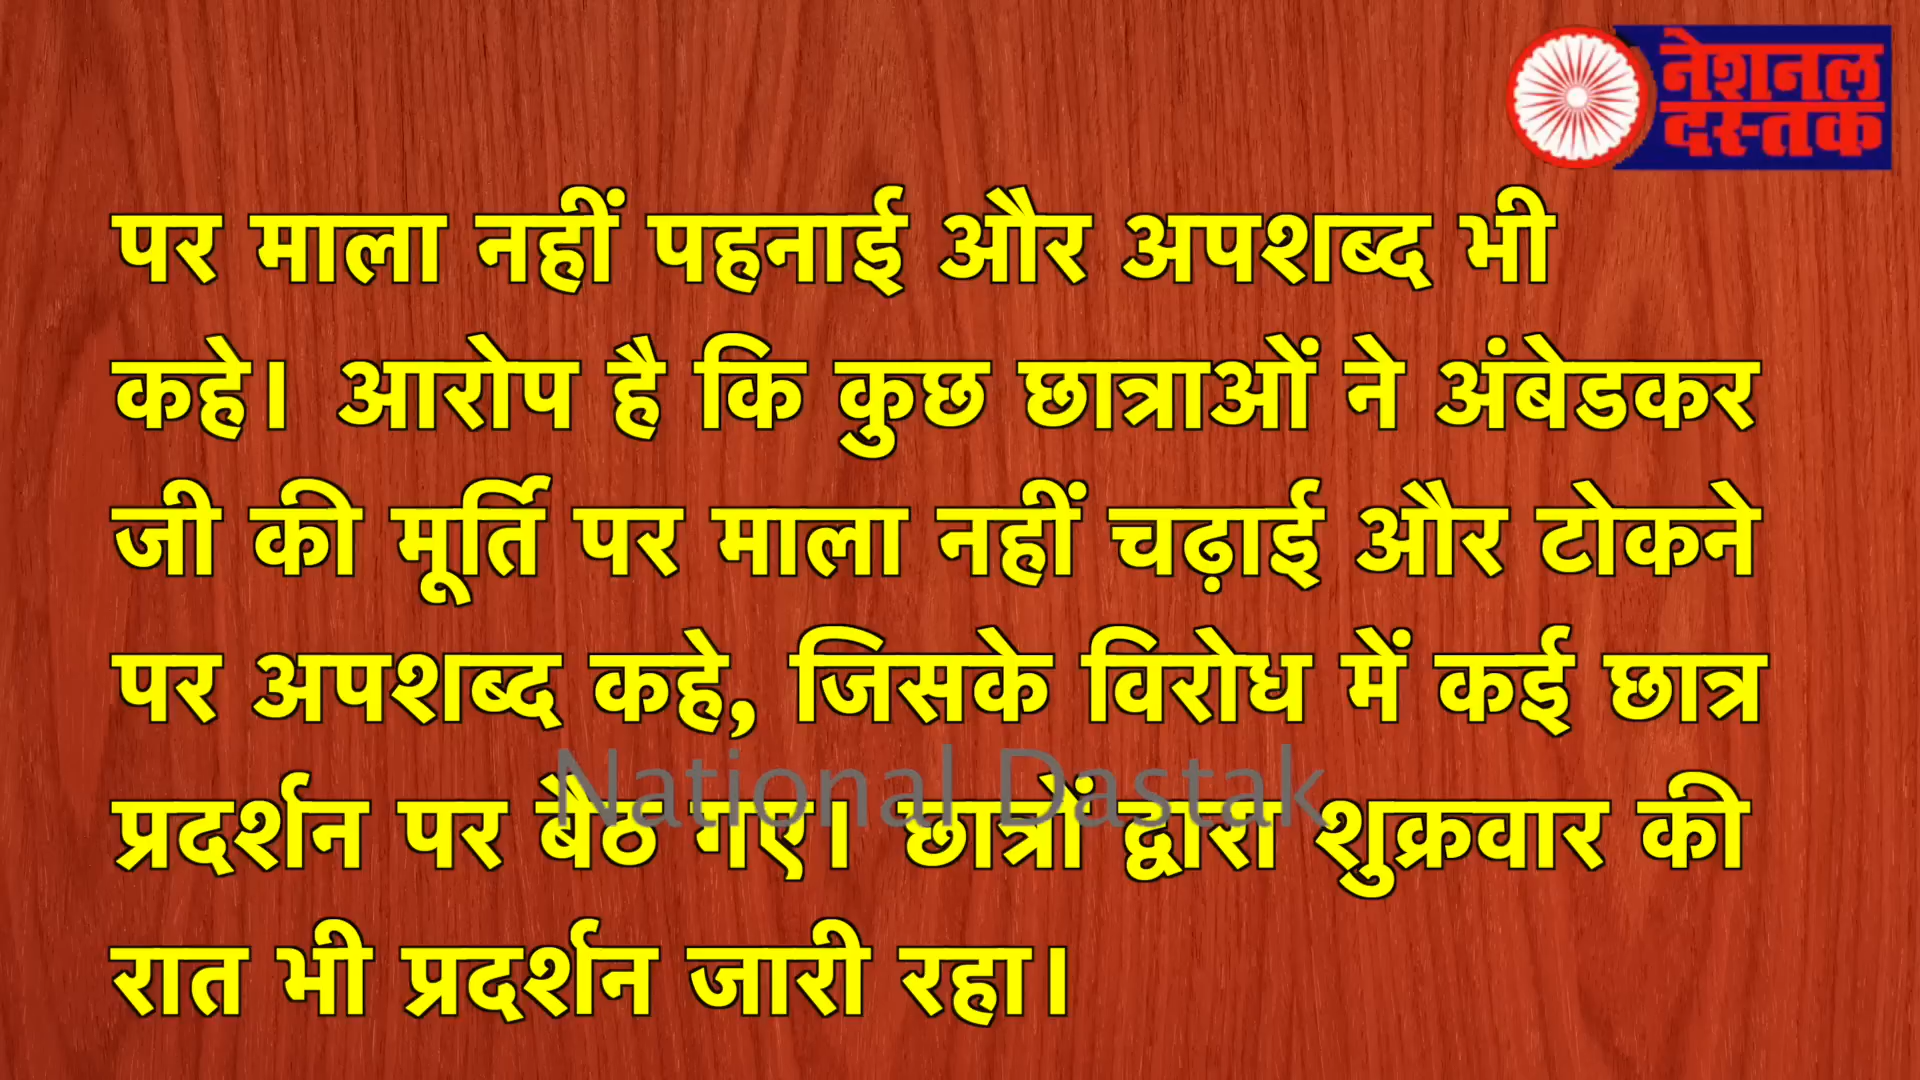 नेशनल
दस्तक
पर माला नहीं पहनाई और अपशब्द भी
कहे। आरोप है कि कुछ छात्राओं ने अंबेडकर
जी की मूर्ति पर माला नहीं चढ़ाई और टोकने
पर अपशब्द कहे, जिसके विरोध में कई छात्र
National Dastak
प्रदर्शन पर बैठ गए। छात्रों द्वारा शुक्रवार की
रात भी प्रदर्शन जारी रहा।